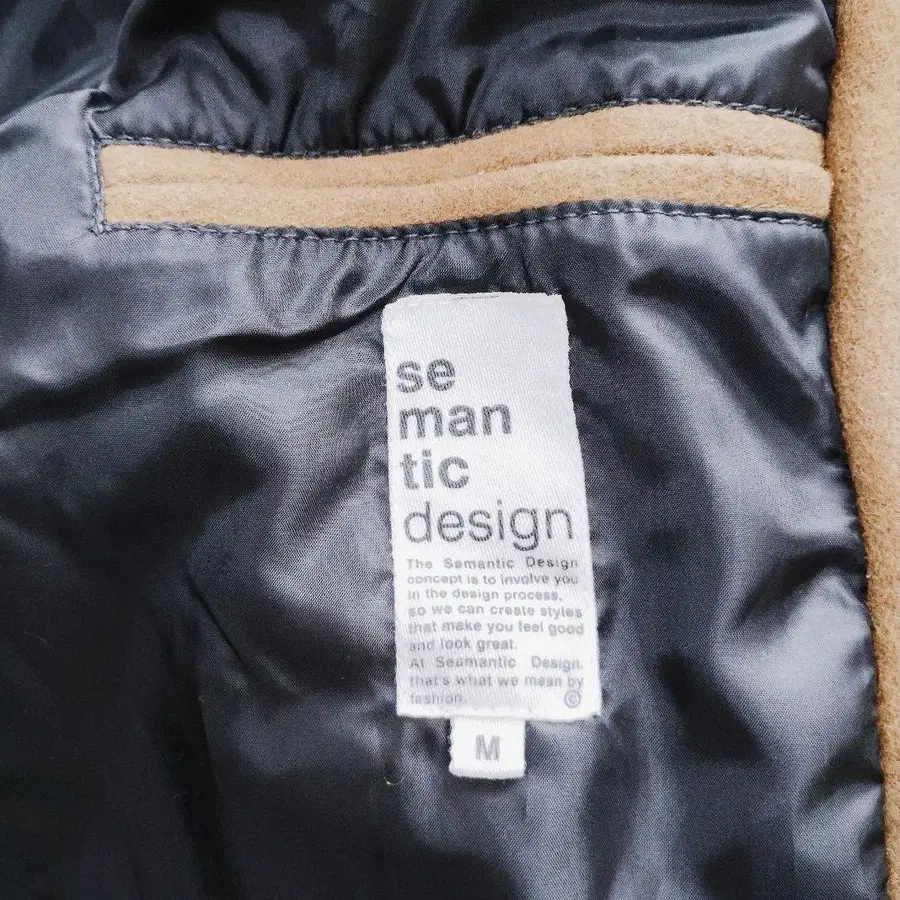 se
man
tic
design
The Semantic Design
concept is to involve you
in the design process,
so we can create styles
that make you feel good
and look great.
At Seamantic Design,
that's what we mean by
fashion. ©
M